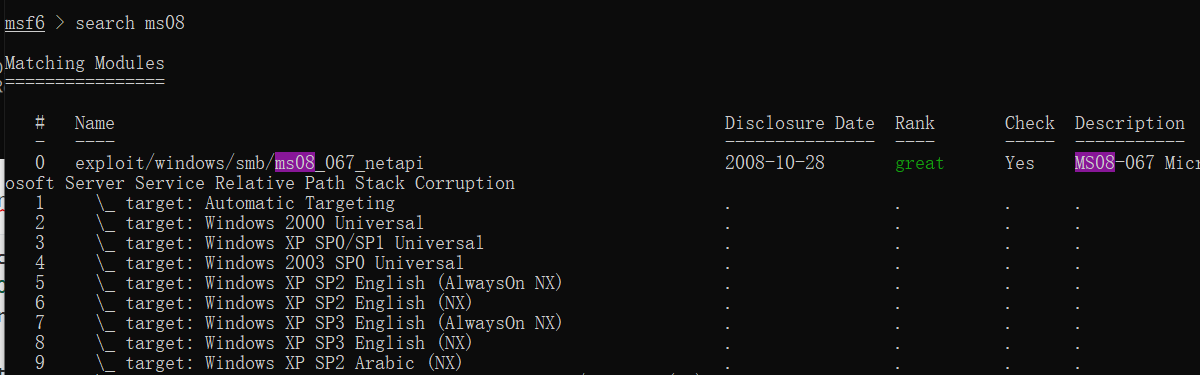 msf6 > search ms08
Matching Modules
================
# Name Disclosure Date Rank Check Description
- ---- --------------- ---- ----- -----------
0 exploit/windows/smb/ms08_067_netapi 2008-10-28 great Yes MS08-067 Micr
osoft Server Service Relative Path Stack Corruption
1 \_ target: Automatic Targeting . . . .
2 \_ target: Windows 2000 Universal . . . .
3 \_ target: Windows XP SP0/SP1 Universal . . . .
4 \_ target: Windows 2003 SP0 Universal . . . .
5 \_ target: Windows XP SP2 English (AlwaysOn NX) . . . .
6 \_ target: Windows XP SP2 English (NX) . . . .
7 \_ target: Windows XP SP3 English (AlwaysOn NX) . . . .
8 \_ target: Windows XP SP3 English (NX) . . . .
9 \_ target: Windows XP SP2 Arabic (NX) . . . .